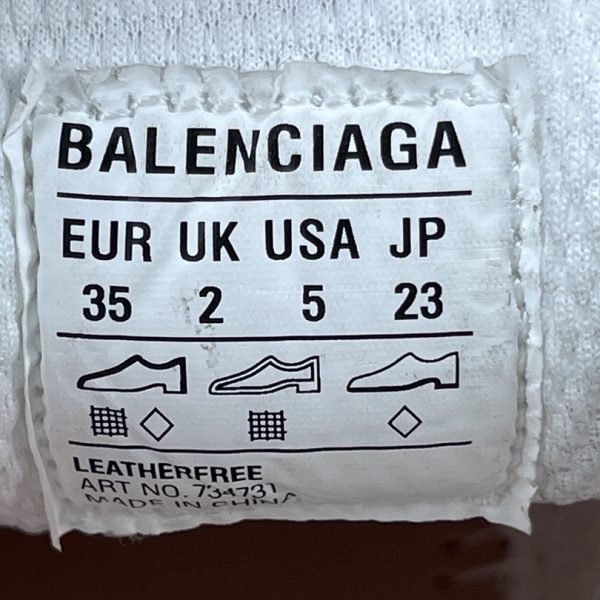 BALENCIAGA
EUR UK USA JP
35 2 5 23
LEATHERFREE
ART NO. 734731
MADE IN CHINA